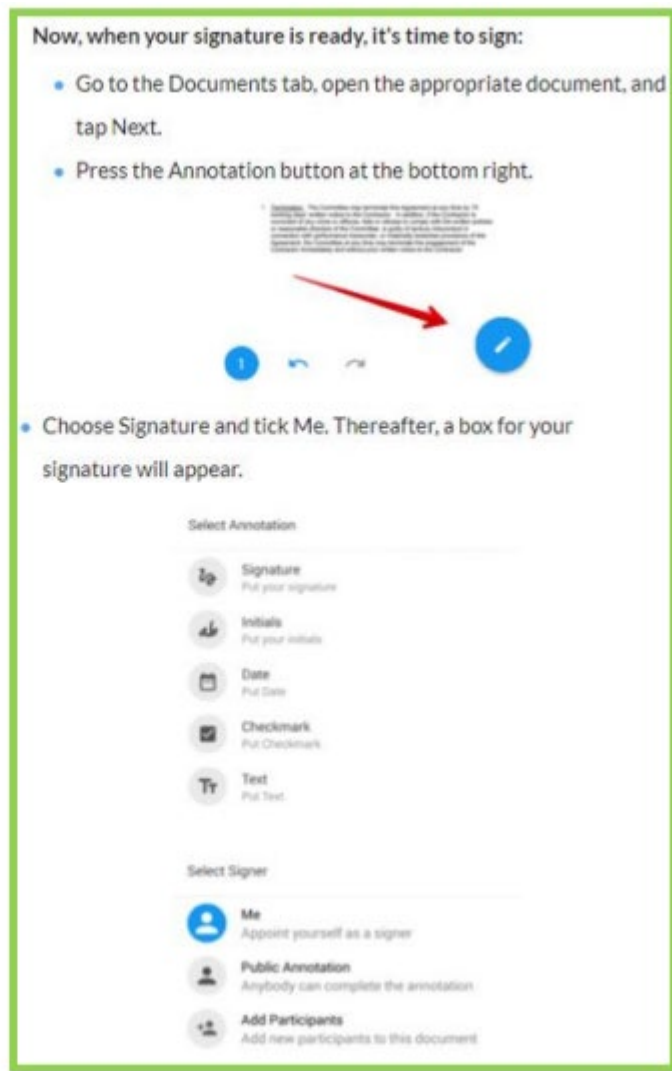 Now, when your signature is ready, it's time to sign:
Go to the Documents tab, open the appropriate document, and
tap Next.
Press the Annotation button at the bottom right.
1
Choose Signature and tick Me. Thereafter, a box for your
signature will appear.
Select Annotation
Signature
Put your signature
Initials
Put your initials
Date
Put Date
Checkmark
Put Checkmark
Tт Text
Put Text
Select Signer
Me
Appoint yourself as a signer
Public Annotation
Anybody can complete the annotation
Add Participants
Add new participants to this document